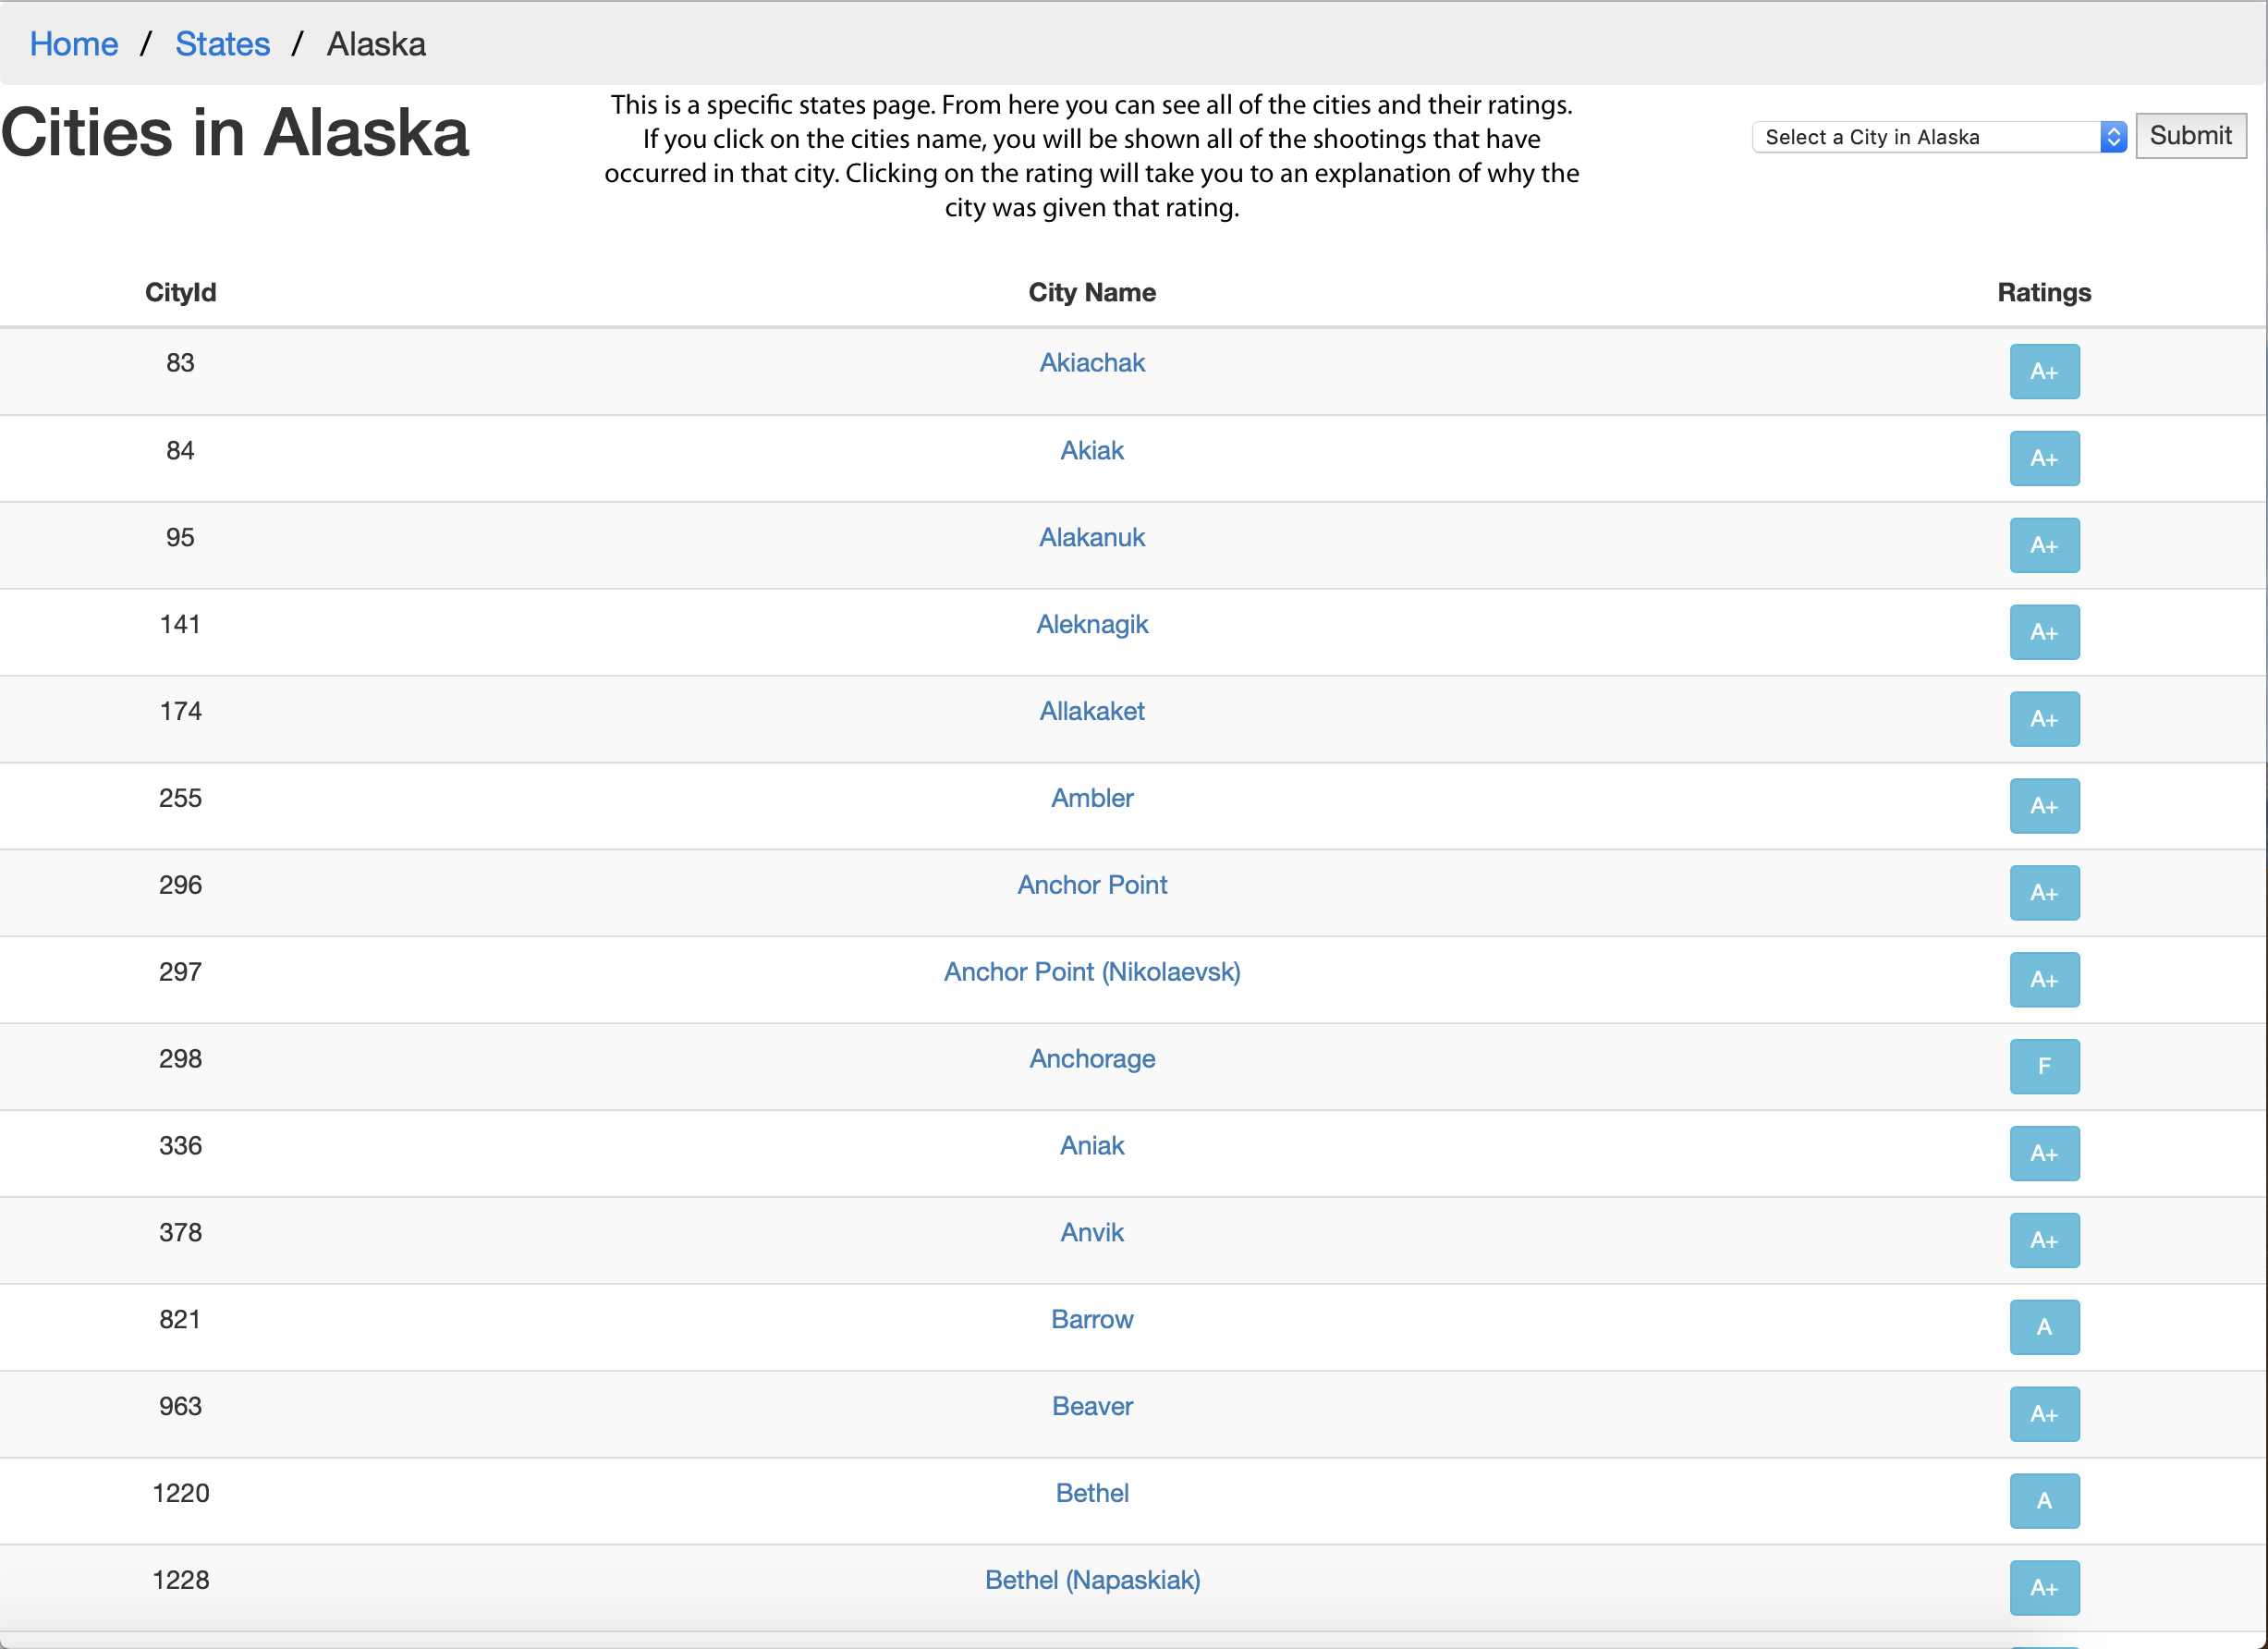 Home / States / Alaska
Cities in Alaska
This is a specific states page. From here you can see all of the cities and their ratings.
If you click on the cities name, you will be shown all of the shootings that have
occurred in that city. Clicking on the rating will take you to an explanation of why the
city was given that rating.
Select a City in Alaska Submit
CityId City Name Ratings
83 Akiachak A+
84 Akiak A+
95 Alakanuk A+
141 Aleknagik A+
174 Allakaket A+
255 Ambler A+
296 Anchor Point A+
297 Anchor Point (Nikolaevsk) A+
298 Anchorage F
336 Aniak A+
378 Anvik A+
821 Barrow A
963 Beaver A+
1220 Bethel A
1228 Bethel (Napaskiak) A+